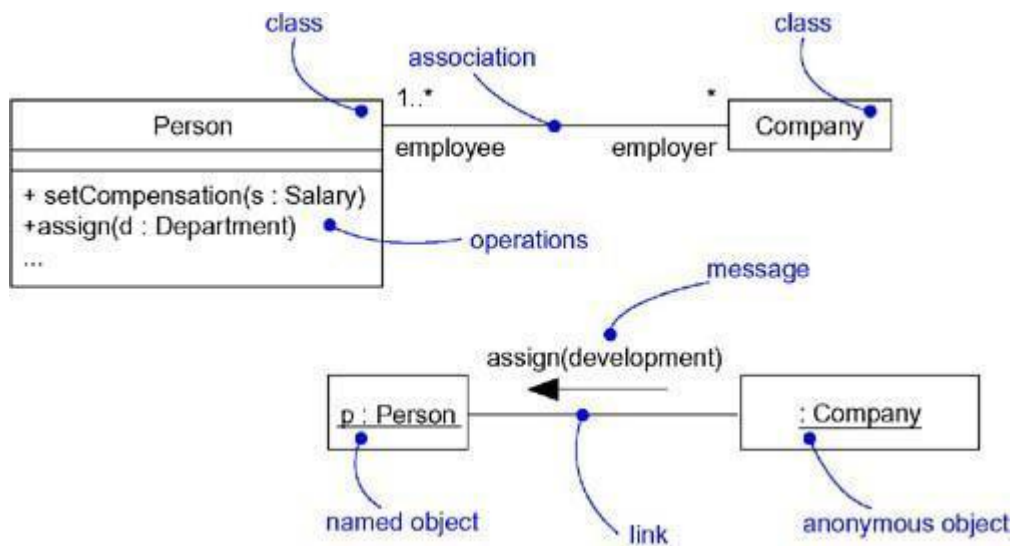 class
class
association
1..*
*
Person
Company
employee
employer
+ setCompensation(s : Salary)
+assign(d : Department)
...
operations
message
assign(development)
p : Person
: Company
named object
link
anonymous object